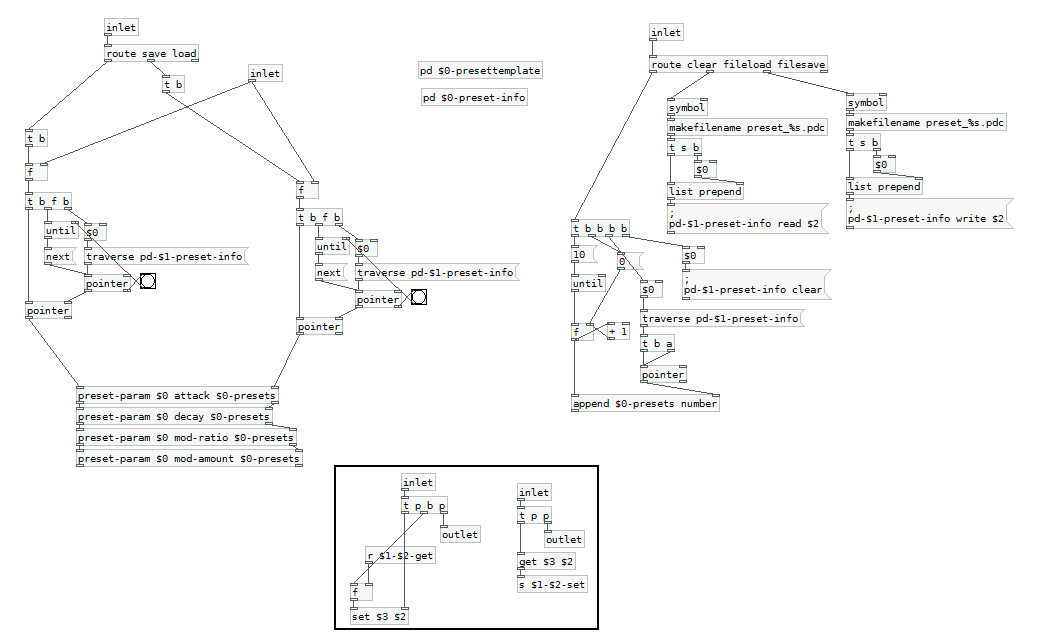 inlet
route save load
t b
inlet
t b
f
t b f b
until
$0
next
traverse pd-$1-preset-info
pointer
pointer
f
t b f b
until
$0
next
traverse pd-$1-preset-info
pointer
pointer
preset-param $0 attack $0-presets
preset-param $0 decay $0-presets
preset-param $0 mod-ratio $0-presets
preset-param $0 mod-amount $0-presets
pd $0-presettemplate
pd $0-preset-info
inlet
route clear fileload filesave
symbol
makefilename preset_%s.pdc
t s b
$0
list prepend
;
pd-$1-preset-info read $2
symbol
makefilename preset_%s.pdc
t s b
$0
list prepend
;
pd-$1-preset-info write $2
t b b b b
10
0
$0
until
;
pd-$1-preset-info clear
$0
f
+ 1
traverse pd-$1-preset-info
t b a
pointer
append $0-presets number
inlet
t p b p
outlet
r $1-$2-get
f
set $3 $2
inlet
t p p
outlet
get $3 $2
s $1-$2-set